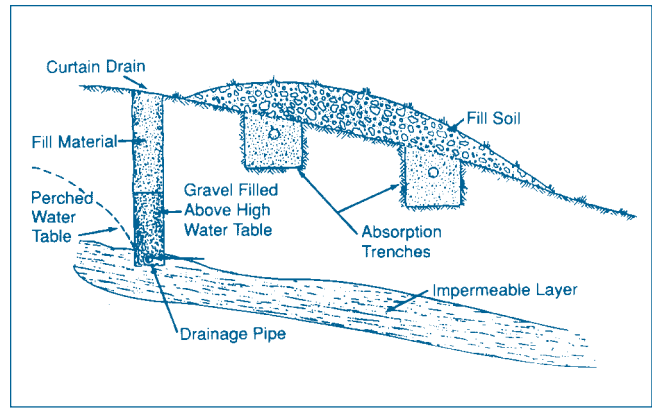 Curtain Drain
Fill Material
Fill Soil
Perched
Water
Table
Gravel Filled
Above High
Water Table
Absorption
Trenches
Impermeable Layer
Drainage Pipe